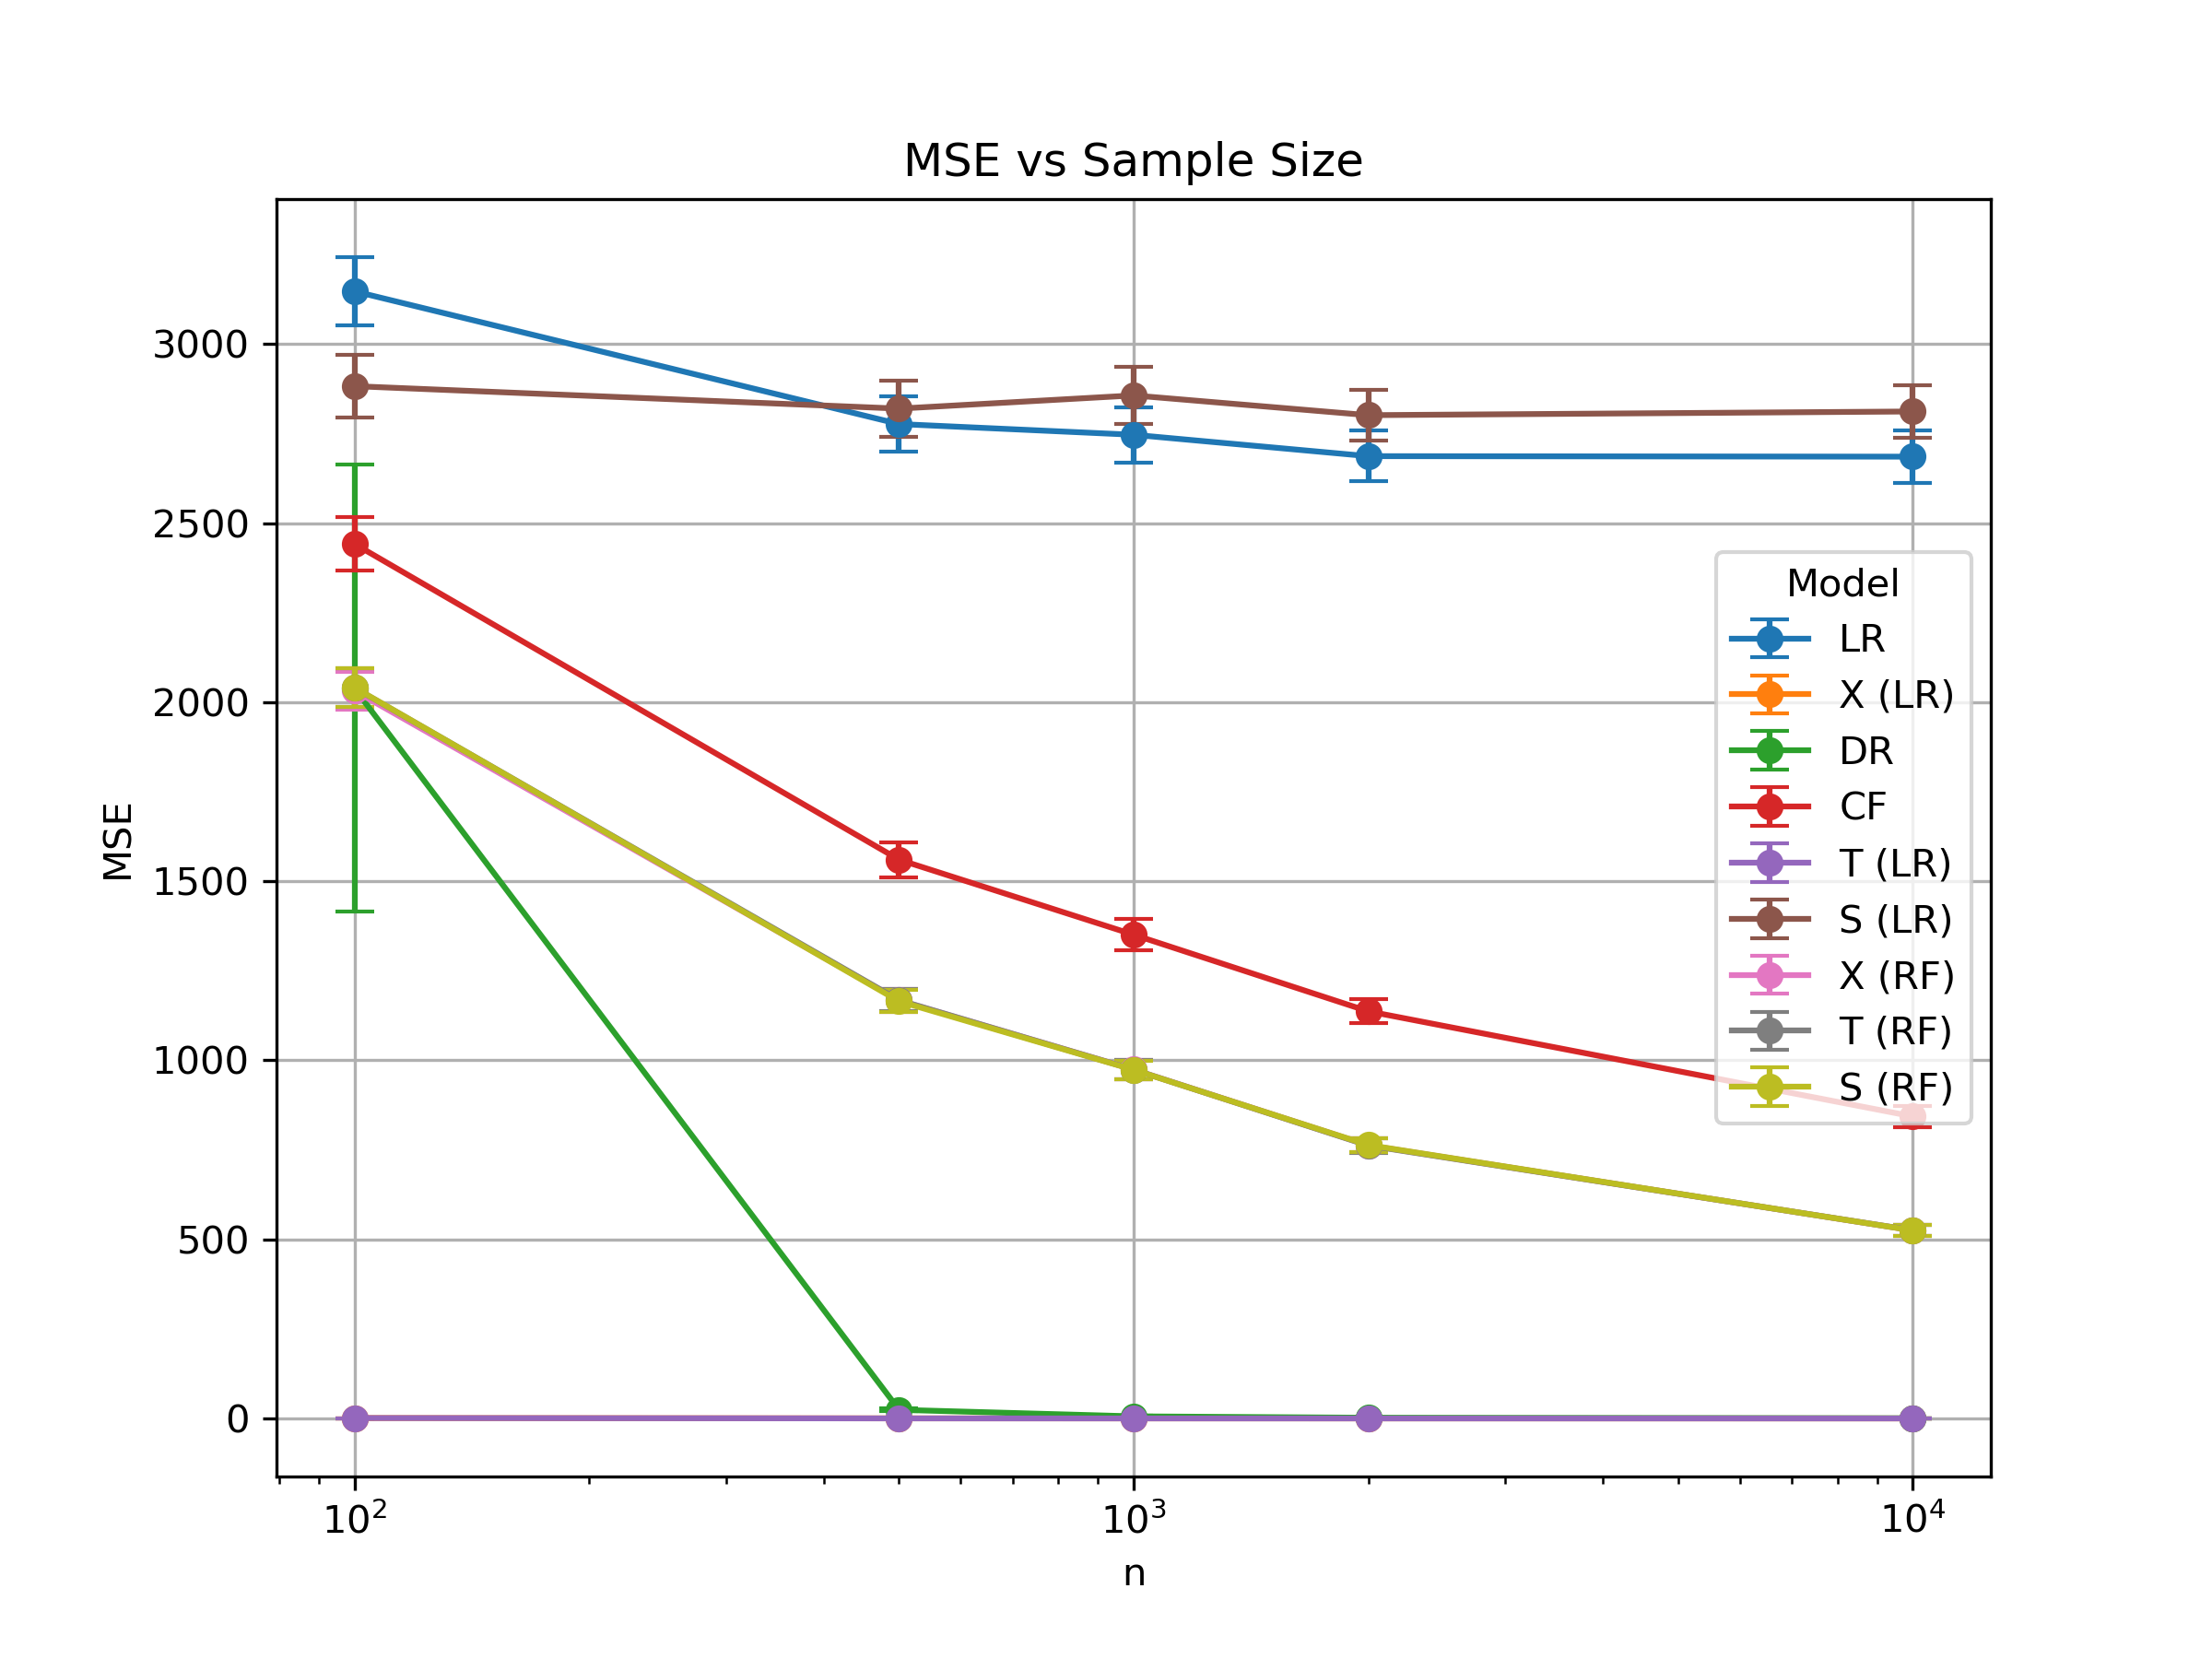 MSE vs Sample Size
MSE
3000
2500
2000
1500
1000
500
0
Model
LR
X (LR)
DR
CF
T (LR)
S (LR)
X (RF)
T (RF)
S (RF)
10²
10³
10⁴
n